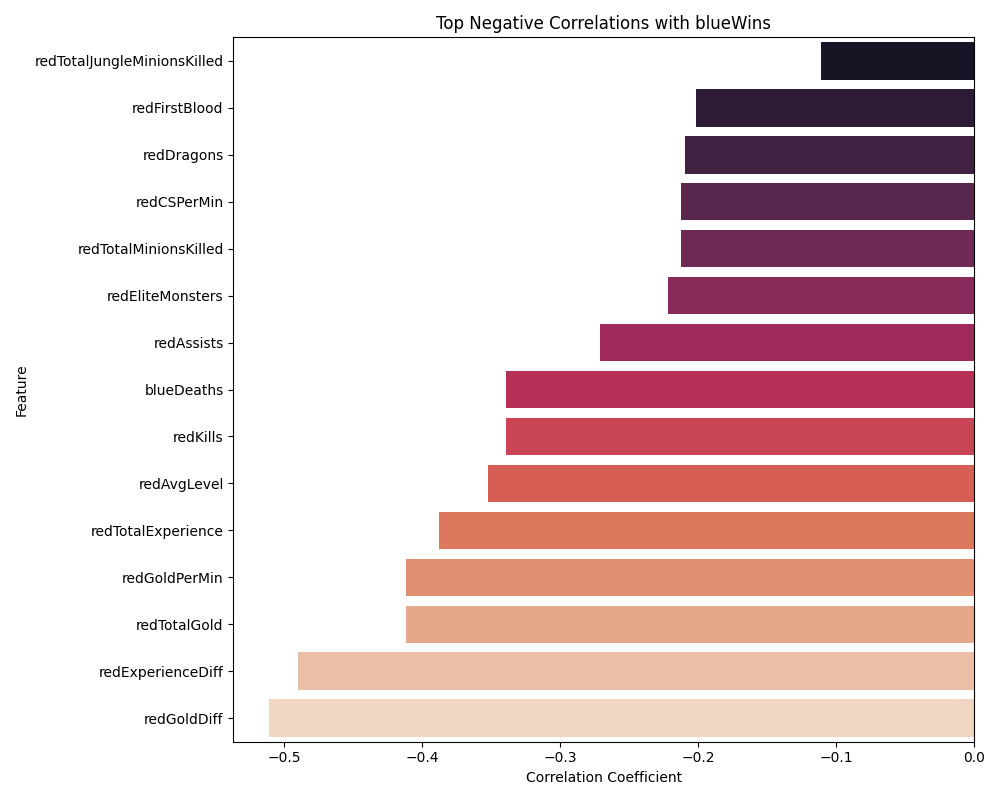 Top Negative Correlations with blueWins
redTotalJungleMinionsKilled
redFirstBlood
redDragons
redCSPerMin
redTotalMinionsKilled
redEliteMonsters
redAssists
blueDeaths
redKills
redAvgLevel
redTotalExperience
redGoldPerMin
redTotalGold
redExperienceDiff
redGoldDiff
Feature
−0.5 −0.4 −0.3 −0.2 −0.1 0.0
Correlation Coefficient